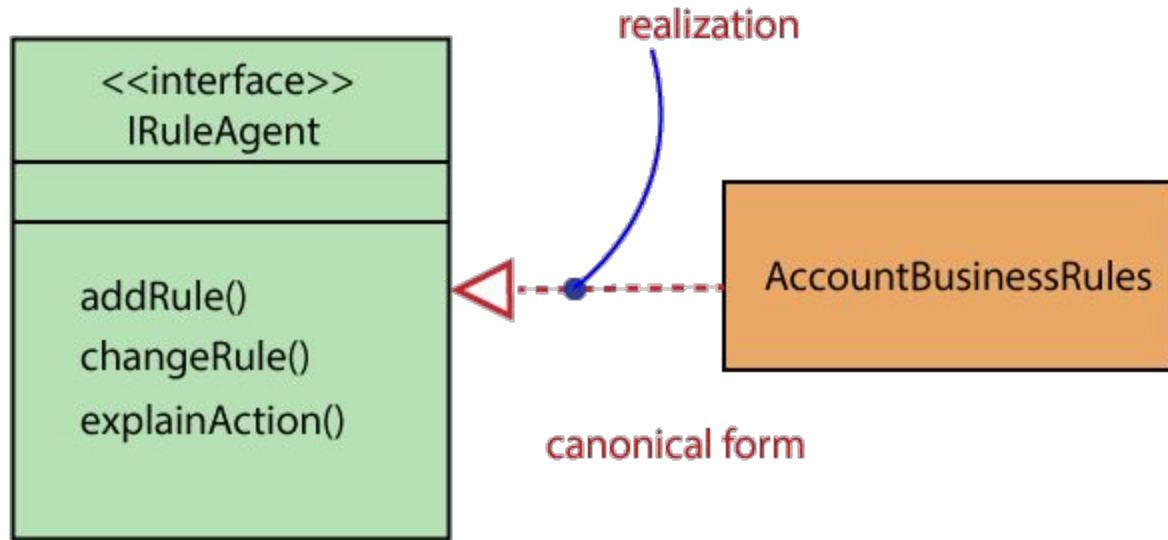 realization
<<interface>>
IRuleAgent
addRule()
changeRule()
explainAction()
AccountBusinessRules
canonical form